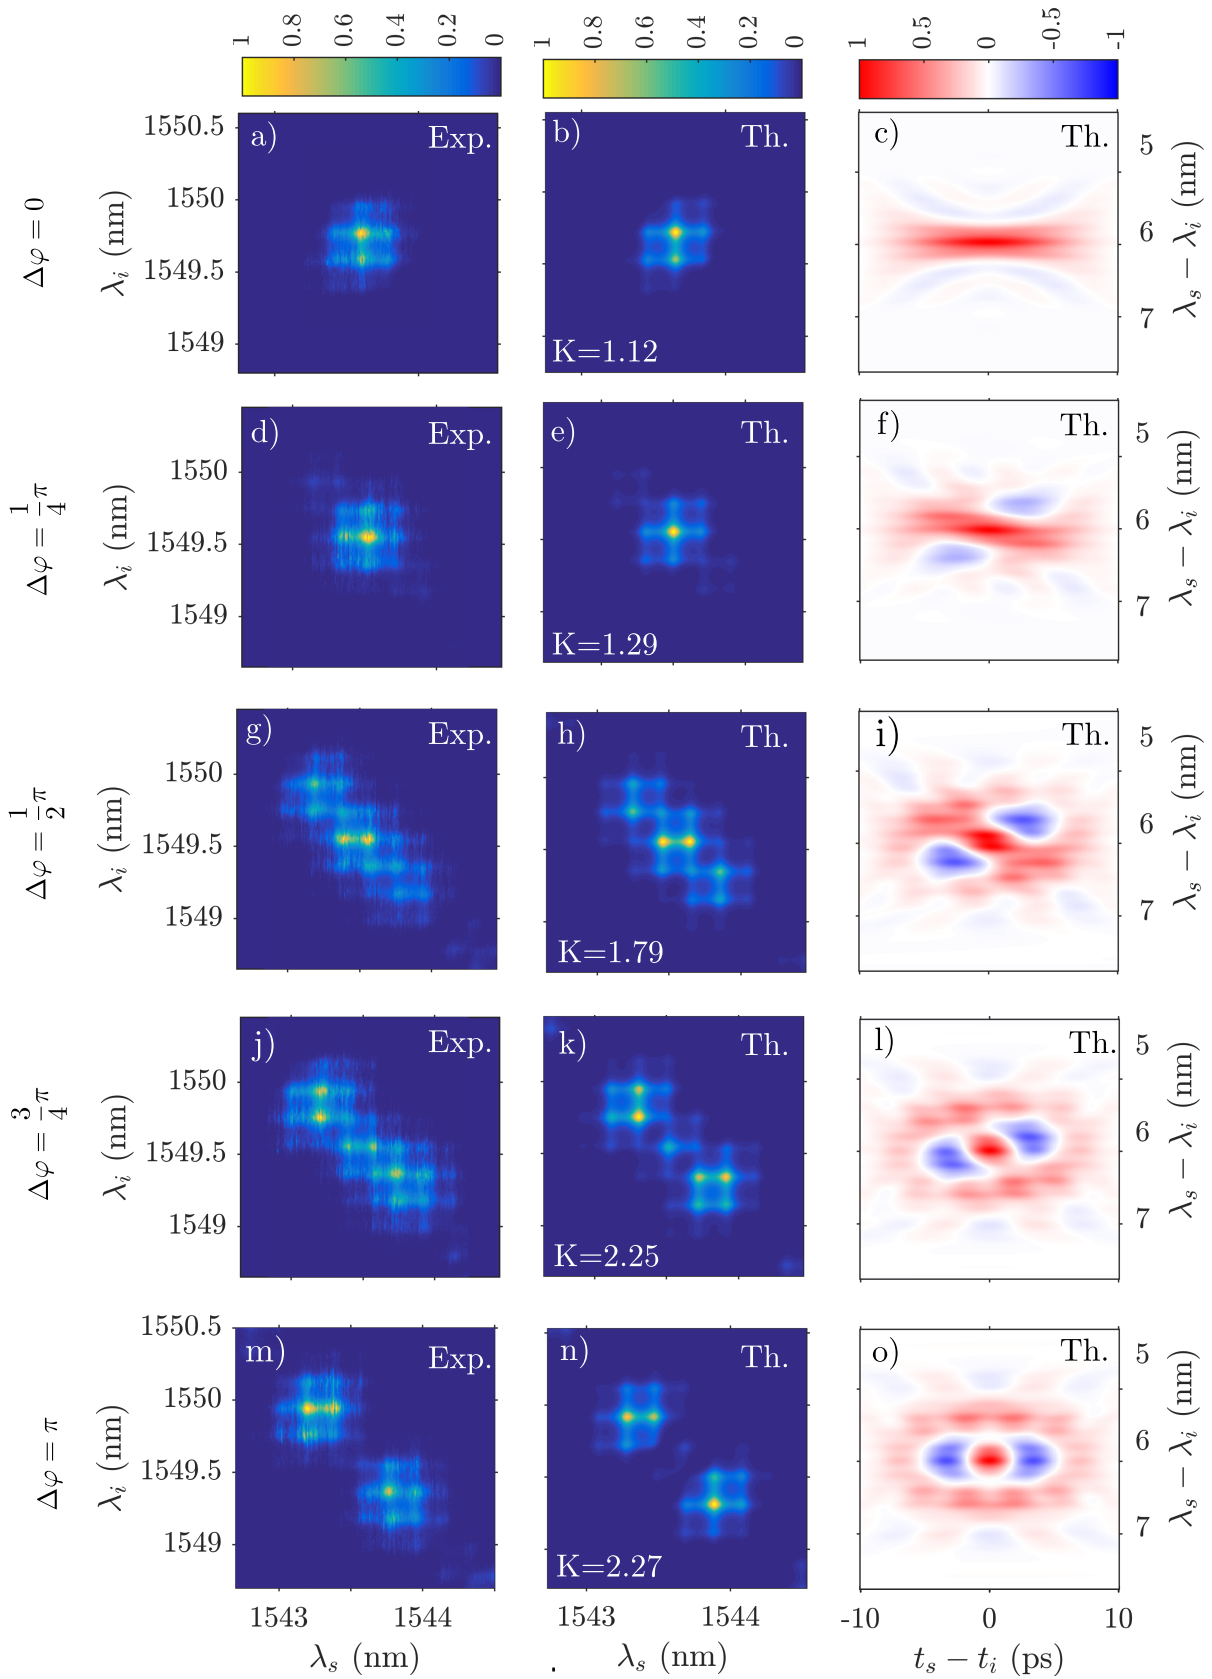 1 0.8 0.6 0.4 0 1 0.8 0.6 0.4 0 1 0.5 0 -0.5 -1
Δφ = 0
λi (nm)
1550.5
1550
1549.5
1549
a) Exp.
b) Th.
K=1.12
c) Th.
5
6
7
λs − λi (nm)
Δφ = 1/4 π
λi (nm)
1550
1549.5
1549
d) Exp.
e) Th.
K=1.29
f) Th.
5
6
7
λs − λi (nm)
Δφ = 1/2 π
λi (nm)
1550
1549.5
1549
g) Exp.
h) Th.
K=1.79
i) Th.
5
6
7
λs − λi (nm)
Δφ = 3/4 π
λi (nm)
1550
1549.5
1549
j) Exp.
k) Th.
K=2.25
l) Th.
5
6
7
λs − λi (nm)
Δφ = π
λi (nm)
1550.5
1550
1549.5
1549
m) Exp.
n) Th.
K=2.27
o) Th.
5
6
7
λs − λi (nm)
1543 1544 1543 1544 -10 0 10
λs (nm) λs (nm) ts − ti (ps)